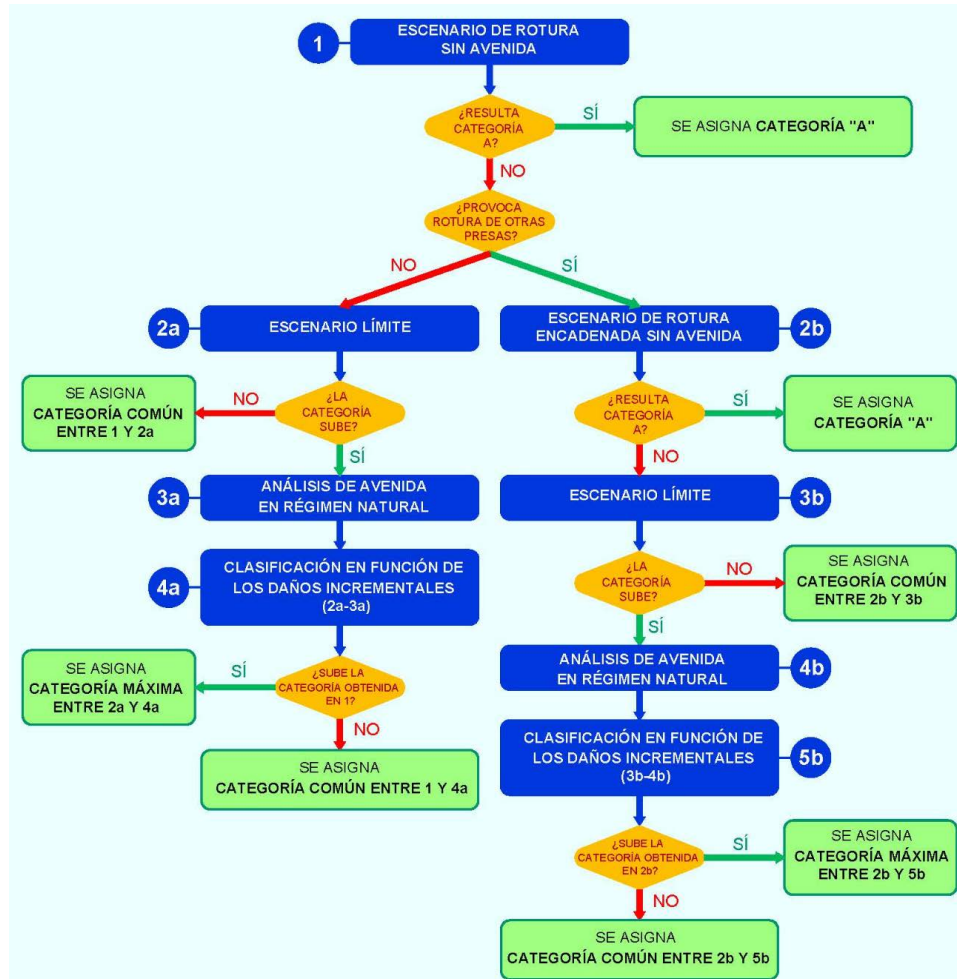 1
ESCENARIO DE ROTURA
SIN AVENIDA
¿RESULTA
CATEGORÍA
A?
SÍ
SE ASIGNA CATEGORÍA "A"
NO
¿PROVOCA
ROTURA DE OTRAS
PRESAS?
NO
SÍ
2a
ESCENARIO LÍMITE
ESCENARIO DE ROTURA
ENCADENADA SIN AVENIDA
2b
SE ASIGNA
CATEGORÍA COMÚN
ENTRE 1 Y 2a
NO
¿LA
CATEGORÍA
SUBE?
SÍ
¿RESULTA
CATEGORÍA
A?
SÍ
SE ASIGNA
CATEGORÍA "A"
NO
3a
ANÁLISIS DE AVENIDA
EN RÉGIMEN NATURAL
ESCENARIO LÍMITE
3b
4a
CLASIFICACIÓN EN FUNCIÓN DE
LOS DAÑOS INCREMENTALES
(2a-3a)
¿LA
CATEGORÍA
SUBE?
NO
SE ASIGNA
CATEGORÍA COMÚN
ENTRE 2b Y 3b
SÍ
SE ASIGNA
CATEGORÍA MÁXIMA
ENTRE 2a Y 4a
SÍ
¿SUBE LA
CATEGORÍA OBTENIDA
EN 1?
NO
ANÁLISIS DE AVENIDA
EN RÉGIMEN NATURAL
4b
SE ASIGNA
CATEGORÍA COMÚN ENTRE 1 Y 4a
CLASIFICACIÓN EN FUNCIÓN DE
LOS DAÑOS INCREMENTALES
(3b-4b)
5b
¿SUBE LA
CATEGORÍA OBTENIDA
EN 2b?
SÍ
SE ASIGNA
CATEGORÍA MÁXIMA
ENTRE 2b Y 5b
NO
SE ASIGNA
CATEGORÍA COMÚN ENTRE 2b Y 5b